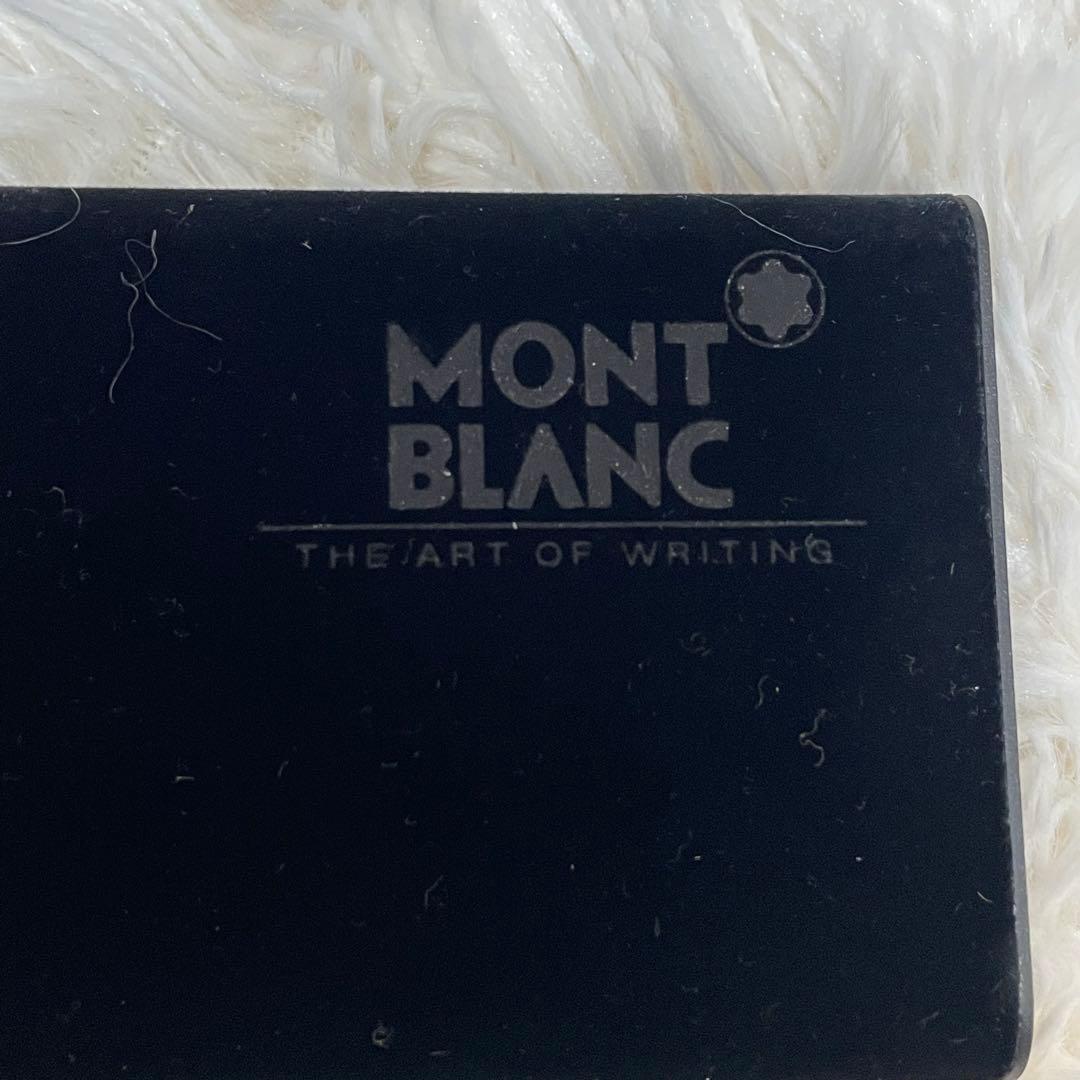 MONT
BLANC
THE ART OF WRITING